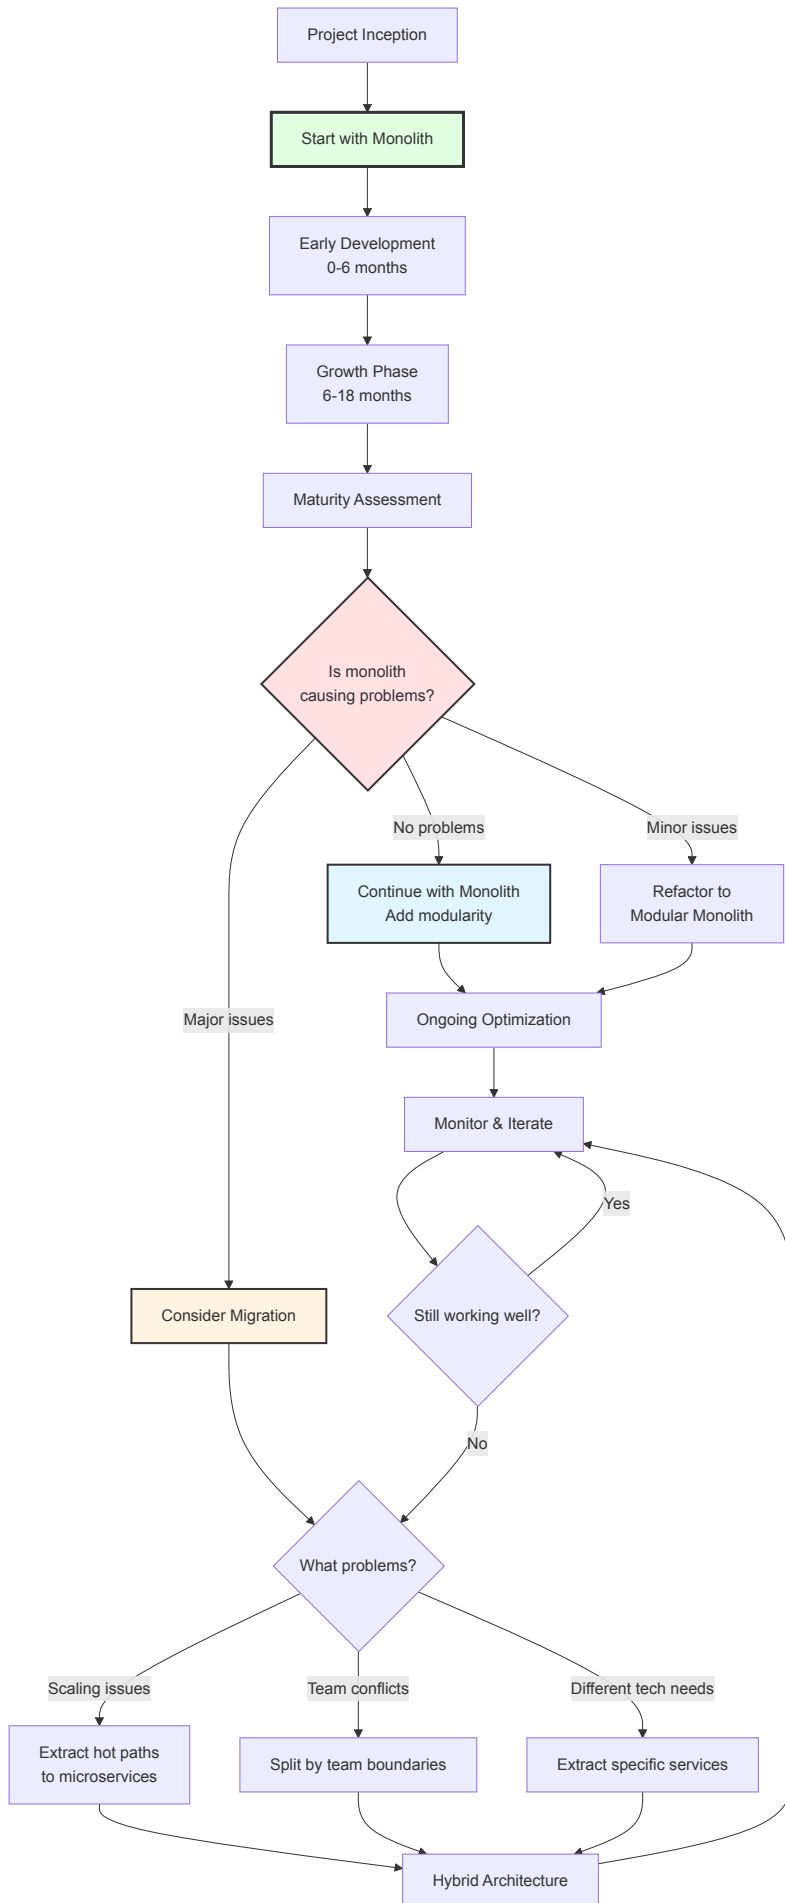 Project Inception
Start with Monolith
Early Development
0-6 months
Growth Phase
6-18 months
Maturity Assessment
Is monolith
causing problems?
No problems
Minor issues
Continue with Monolith
Add modularity
Refactor to
Modular Monolith
Major issues
Ongoing Optimization
Monitor & Iterate
Yes
Consider Migration
Still working well?
No
What problems?
Scaling issues
Team conflicts
Different tech needs
Extract hot paths
to microservices
Split by team boundaries
Extract specific services
Hybrid Architecture